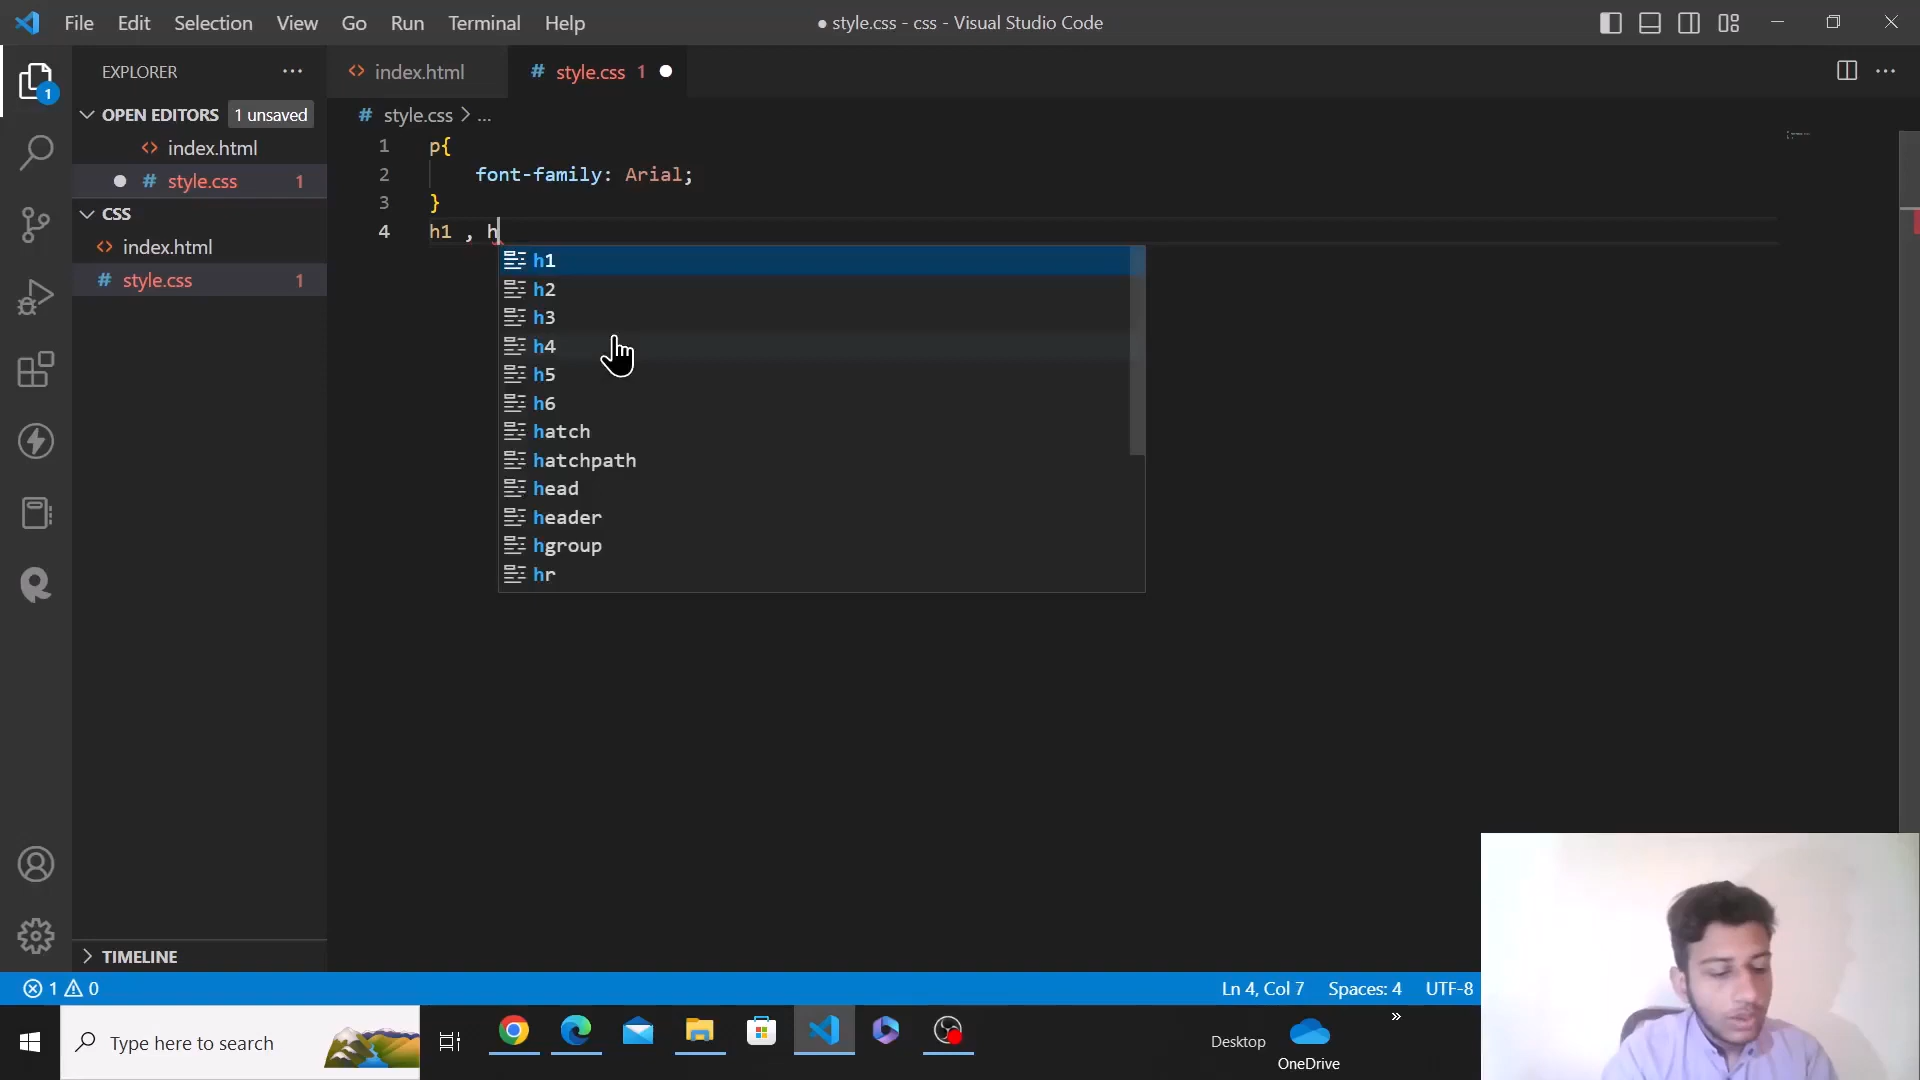 File Edit Selection View Go Run Terminal Help
● style.css - css - Visual Studio Code
EXPLORER
OPEN EDITORS 1 unsaved
index.html
style.css 1
CSS
index.html
style.css 1
TIMELINE
1
index.html
# style.css 1
# style.css > ...
1 p{
2 font-family: Arial;
3 }
4 h1 , h
h1
h2
h3
h4
h5
h6
hatch
hatchpath
head
header
hgroup
hr
1 0
Ln 4, Col 7 Spaces: 4 UTF-8
Type here to search
Desktop
OneDrive
»